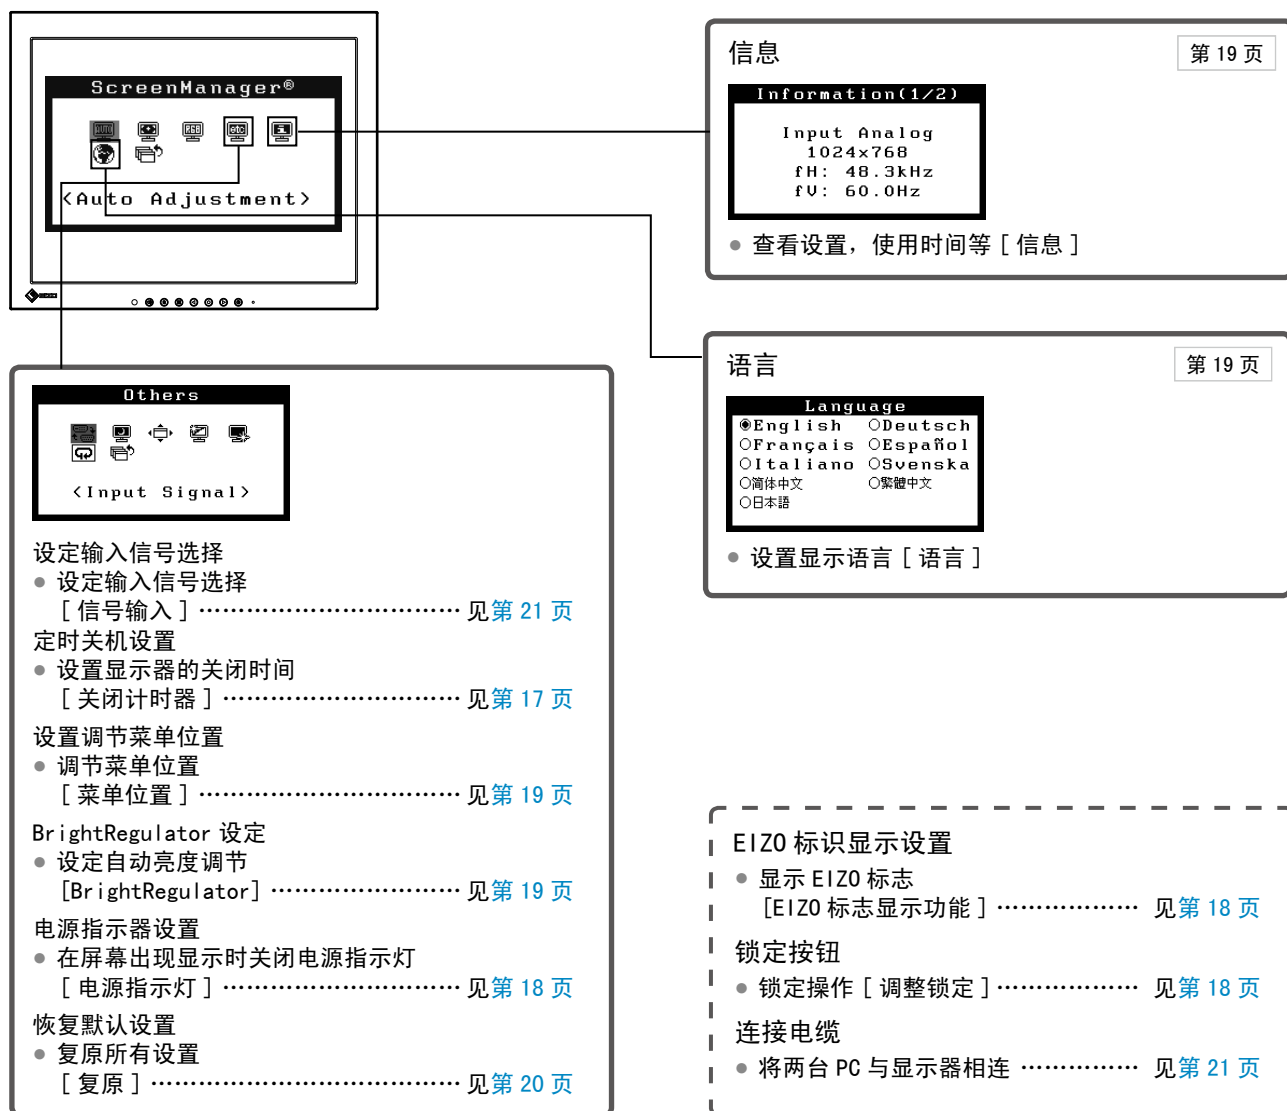 ScreenManager®
AUTO
RGB
etc
<Auto Adjustment>
信息
第 19 页
Information(1/2)
Input Analog
1024x768
fH: 48.3kHz
fV: 60.0Hz
● 查看设置，使用时间等 [ 信息 ]
语言
第 19 页
Language
English Deutsch
Français Español
Italiano Svenska
简体中文 繁體中文
日本語
● 设置显示语言 [ 语言 ]
Others
<Input Signal>
设定输入信号选择
● 设定输入信号选择
[ 信号输入 ] ………………………… 见第 21 页
定时关机设置
● 设置显示器的关闭时间
[ 关闭计时器 ] ………………………… 见第 17 页
设置调节菜单位置
● 调节菜单位置
[ 菜单位置 ] ………………………… 见第 19 页
BrightRegulator 设定
● 设定自动亮度调节
[BrightRegulator] …………………… 见第 19 页
电源指示器设置
● 在屏幕出现显示时关闭电源指示灯
[ 电源指示灯 ] ………………………… 见第 18 页
恢复默认设置
● 复原所有设置
[ 复原 ] ………………………………… 见第 20 页
EIZO 标识显示设置
● 显示 EIZO 标志
[EIZO 标志显示功能 ] ……………… 见第 18 页
锁定按钮
● 锁定操作 [ 调整锁定 ] ……………… 见第 18 页
连接电缆
● 将两台 PC 与显示器相连 …………… 见第 21 页